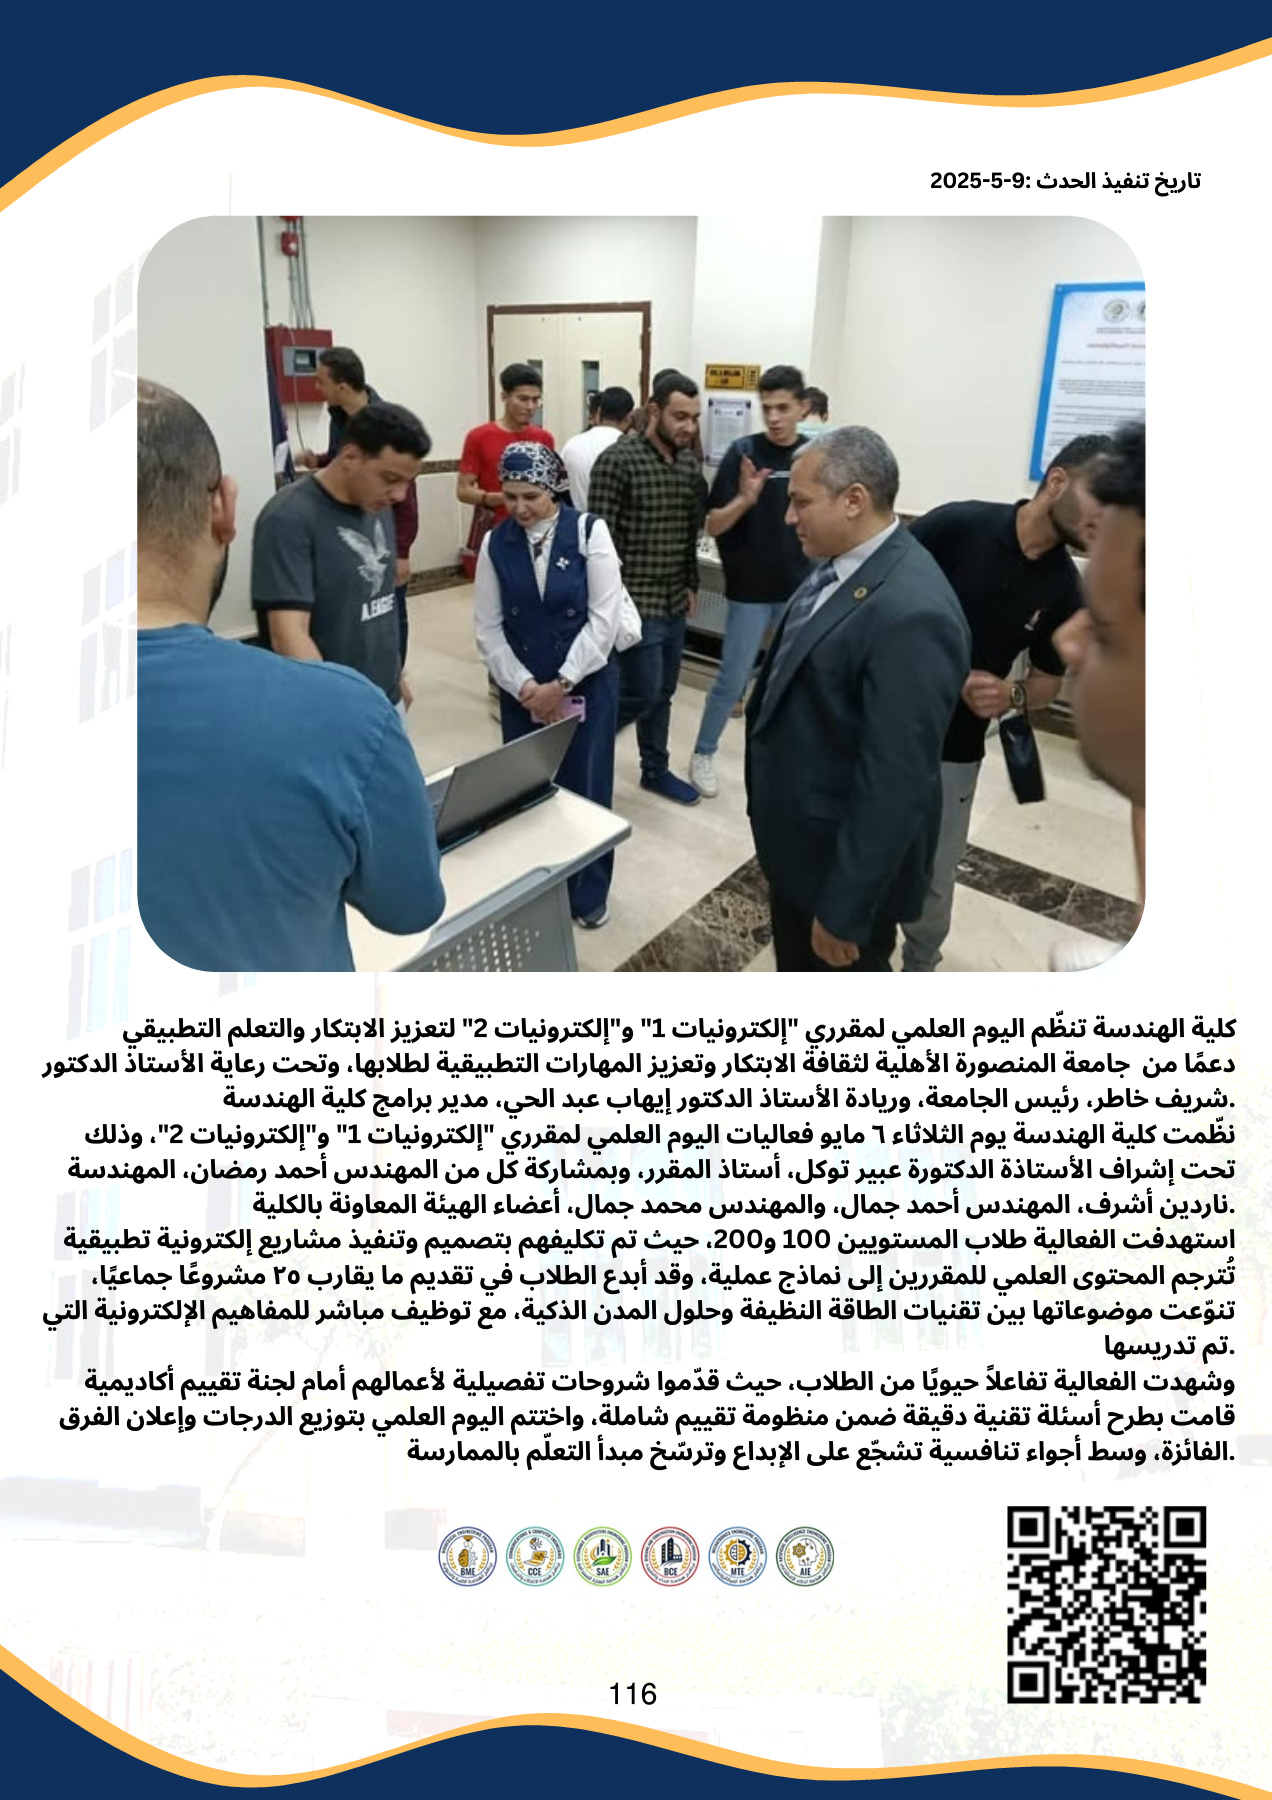 تاريخ تنفيذ الحدث :9-5-2025
A.EAGLE
كلية الهندسة تنظّم اليوم العلمي لمقرري "إلكترونيات 1" و"إلكترونيات 2" لتعزيز الابتكار والتعلم التطبيقي
دعمًا من جامعة المنصورة الأهلية لثقافة الابتكار وتعزيز المهارات التطبيقية لطلابها، وتحت رعاية الأستاذ الدكتور
شريف خاطر، رئيس الجامعة، وريادة الأستاذ الدكتور إيهاب عبد الحي، مدير برامج كلية الهندسة.
نظّمت كلية الهندسة يوم الثلاثاء ٦ مايو فعاليات اليوم العلمي لمقرري "إلكترونيات 1" و"إلكترونيات 2"، وذلك
تحت إشراف الأستاذة الدكتورة عبير توكل، أستاذ المقرر، وبمشاركة كل من المهندس أحمد رمضان، المهندسة
ناردين أشرف، المهندس أحمد جمال، والمهندس محمد جمال، أعضاء الهيئة المعاونة بالكلية.
استهدفت الفعالية طلاب المستويين 100 و200، حيث تم تكليفهم بتصميم وتنفيذ مشاريع إلكترونية تطبيقية
تُترجم المحتوى العلمي للمقررين إلى نماذج عملية، وقد أبدع الطلاب في تقديم ما يقارب ٢٥ مشروعًا جماعيًا،
تنوّعت موضوعاتها بين تقنيات الطاقة النظيفة وحلول المدن الذكية، مع توظيف مباشر للمفاهيم الإلكترونية التي
تم تدريسها.
وشهدت الفعالية تفاعلاً حيويًا من الطلاب، حيث قدّموا شروحات تفصيلية لأعمالهم أمام لجنة تقييم أكاديمية
قامت بطرح أسئلة تقنية دقيقة ضمن منظومة تقييم شاملة، واختتم اليوم العلمي بتوزيع الدرجات وإعلان الفرق
الفائزة، وسط أجواء تنافسية تشجّع على الإبداع وترسّخ مبدأ التعلّم بالممارسة.
BME
CCE
SAE
BCE
MTE
AIE
116